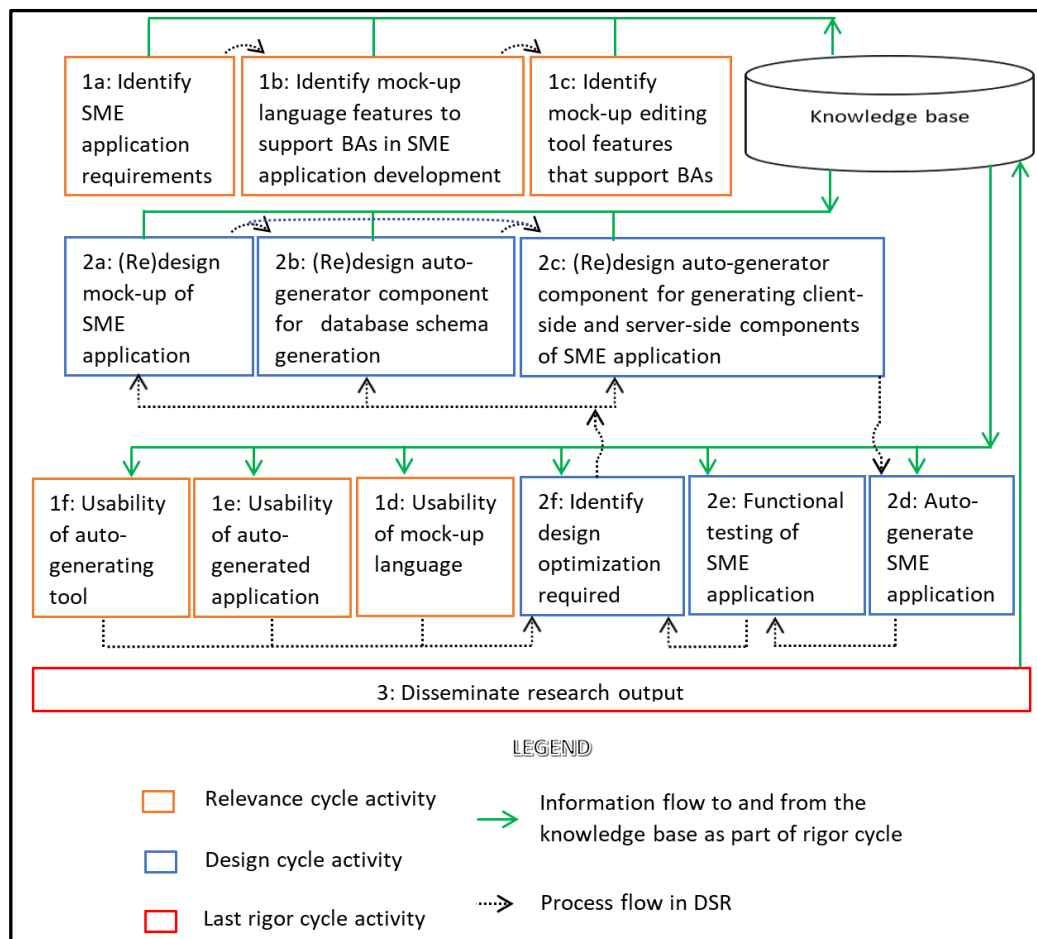 1a: Identify
SME
application
requirements
1b: Identify mock-up
language features to
support BAs in SME
application development
1c: Identify
mock-up editing
tool features
that support BAs
Knowledge base
2a: (Re)design
mock-up of
SME
application
2b: (Re)design auto-
generator component
for database schema
generation
2c: (Re)design auto-generator
component for generating client-
side and server-side components
of SME application
1f: Usability
of auto-
generating
tool
1e: Usability
of auto-
generated
application
1d: Usability
of mock-up
language
2f: Identify
design
optimization
required
2e: Functional
testing of
SME
application
2d: Auto-
generate
SME
application
3: Disseminate research output
LEGEND
Relevance cycle activity
Information flow to and from the
knowledge base as part of rigor cycle
Design cycle activity
Process flow in DSR
Last rigor cycle activity